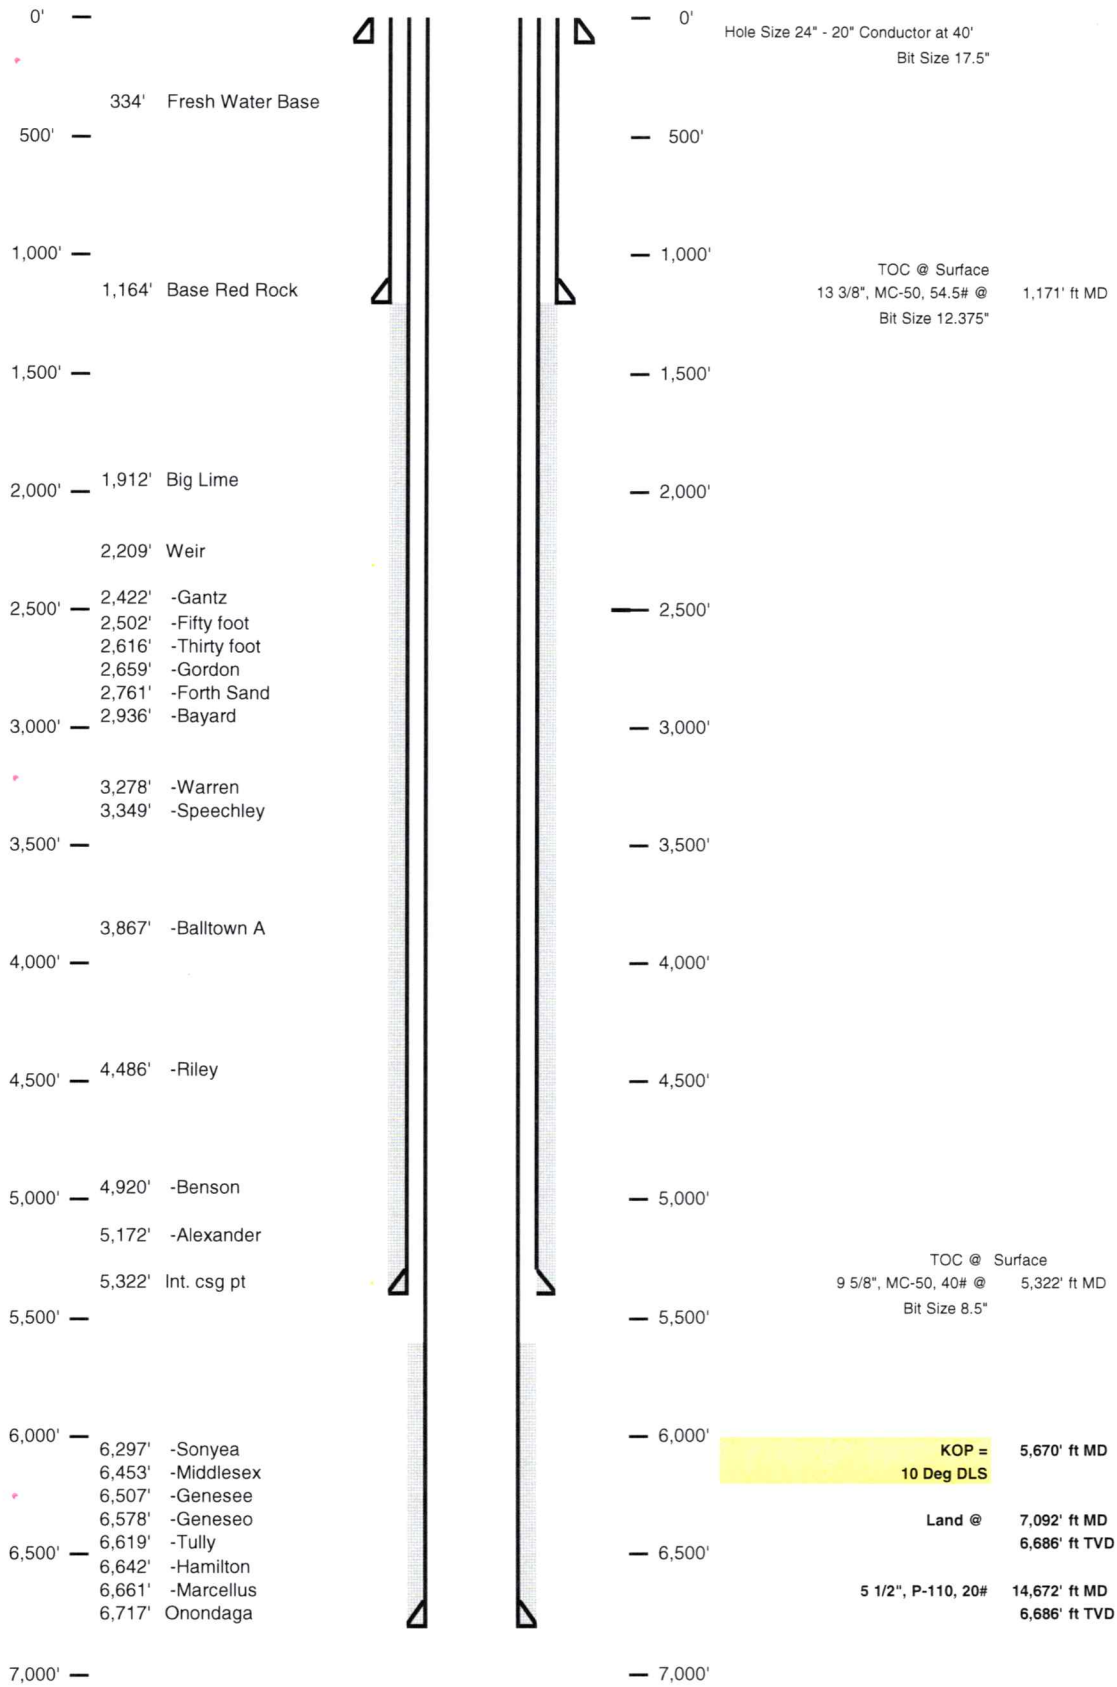 0'
0'
Hole Size 24" - 20" Conductor at 40'
Bit Size 17.5"
334' Fresh Water Base
500'
500'
1,000'
1,000'
TOC @ Surface
1,164' Base Red Rock
13 3/8", MC-50, 54.5# @ 1,171' ft MD
Bit Size 12.375"
1,500'
1,500'
1,912' Big Lime
2,000'
2,000'
2,209' Weir
2,422' -Gantz
2,500'
2,500'
2,502' -Fifty foot
2,616' -Thirty foot
2,659' -Gordon
2,761' -Forth Sand
2,936' -Bayard
3,000'
3,000'
3,278' -Warren
3,349' -Speechley
3,500'
3,500'
3,867' -Balltown A
4,000'
4,000'
4,486' -Riley
4,500'
4,500'
4,920' -Benson
5,000'
5,000'
5,172' -Alexander
TOC @ Surface
5,322' Int. csg pt
9 5/8", MC-50, 40# @ 5,322' ft MD
Bit Size 8.5"
5,500'
5,500'
6,000'
6,000'
6,297' -Sonyea
KOP = 5,670' ft MD
6,453' -Middlesex
10 Deg DLS
6,507' -Genesee
6,578' -Geneseo
Land @ 7,092' ft MD
6,619' -Tully
6,686' ft TVD
6,500'
6,500'
6,642' -Hamilton
6,661' -Marcellus
5 1/2", P-110, 20# 14,672' ft MD
6,717' Onondaga
6,686' ft TVD
7,000'
7,000'